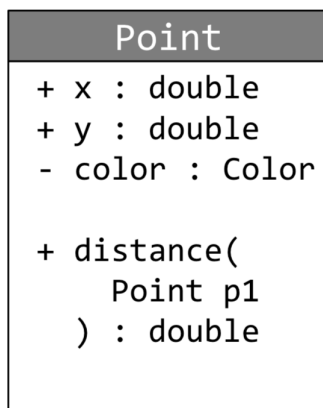 Point
+ x : double
+ y : double
- color : Color
+ distance(
Point p1
) : double